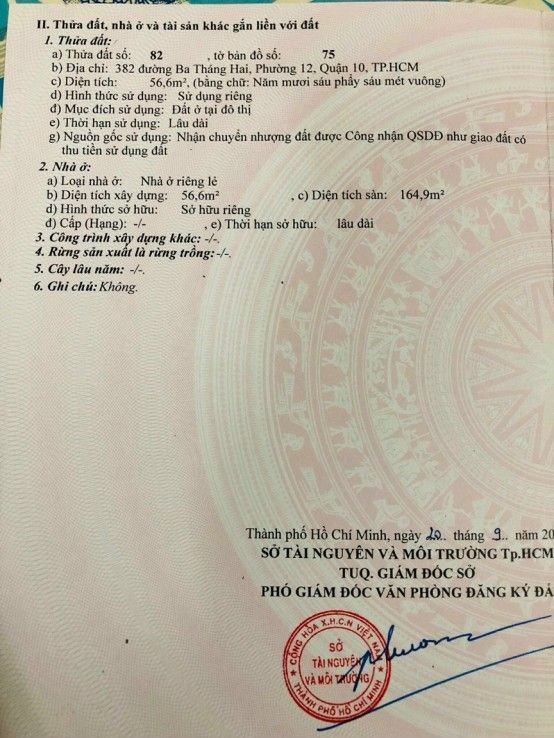 II. Thửa đất, nhà ở và tài sản khác gắn liền với đất
1. Thửa đất:
a) Thửa đất số: 82 , tờ bản đồ số: 75
b) Địa chỉ: 382 đường Ba Tháng Hai, Phường 12, Quận 10, TP.HCM
c) Diện tích: 56,6m², (bằng chữ: Năm mươi sáu phẩy sáu mét vuông)
d) Hình thức sử dụng: Sử dụng riêng
đ) Mục đích sử dụng: Đất ở tại đô thị
e) Thời hạn sử dụng: Lâu dài
g) Nguồn gốc sử dụng: Nhận chuyển nhượng đất được Công nhận QSDĐ như giao đất có
thu tiền sử dụng đất
2. Nhà ở:
a) Loại nhà ở: Nhà ở riêng lẻ
b) Diện tích xây dựng: 56,6m² , c) Diện tích sàn: 164,9m²
d) Hình thức sở hữu: Sở hữu riêng
đ) Cấp (Hạng): -/- , e) Thời hạn sở hữu: lâu dài
3. Công trình xây dựng khác: -/-.
4. Rừng sản xuất là rừng trồng: -/-.
5. Cây lâu năm: -/-.
6. Ghi chú: Không.
Thành phố Hồ Chí Minh, ngày 20.. tháng 9.. năm 20
SỞ TÀI NGUYÊN VÀ MÔI TRƯỜNG Tp.HCM
TUQ. GIÁM ĐỐC SỞ
PHÓ GIÁM ĐỐC VĂN PHÒNG ĐĂNG KÝ ĐẤ
CỘNG HÒA X.H.C.N VIỆT NAM
SỞ
TÀI NGUYÊN
VÀ MÔI TRƯỜNG
THÀNH PHỐ HỒ CHÍ MINH